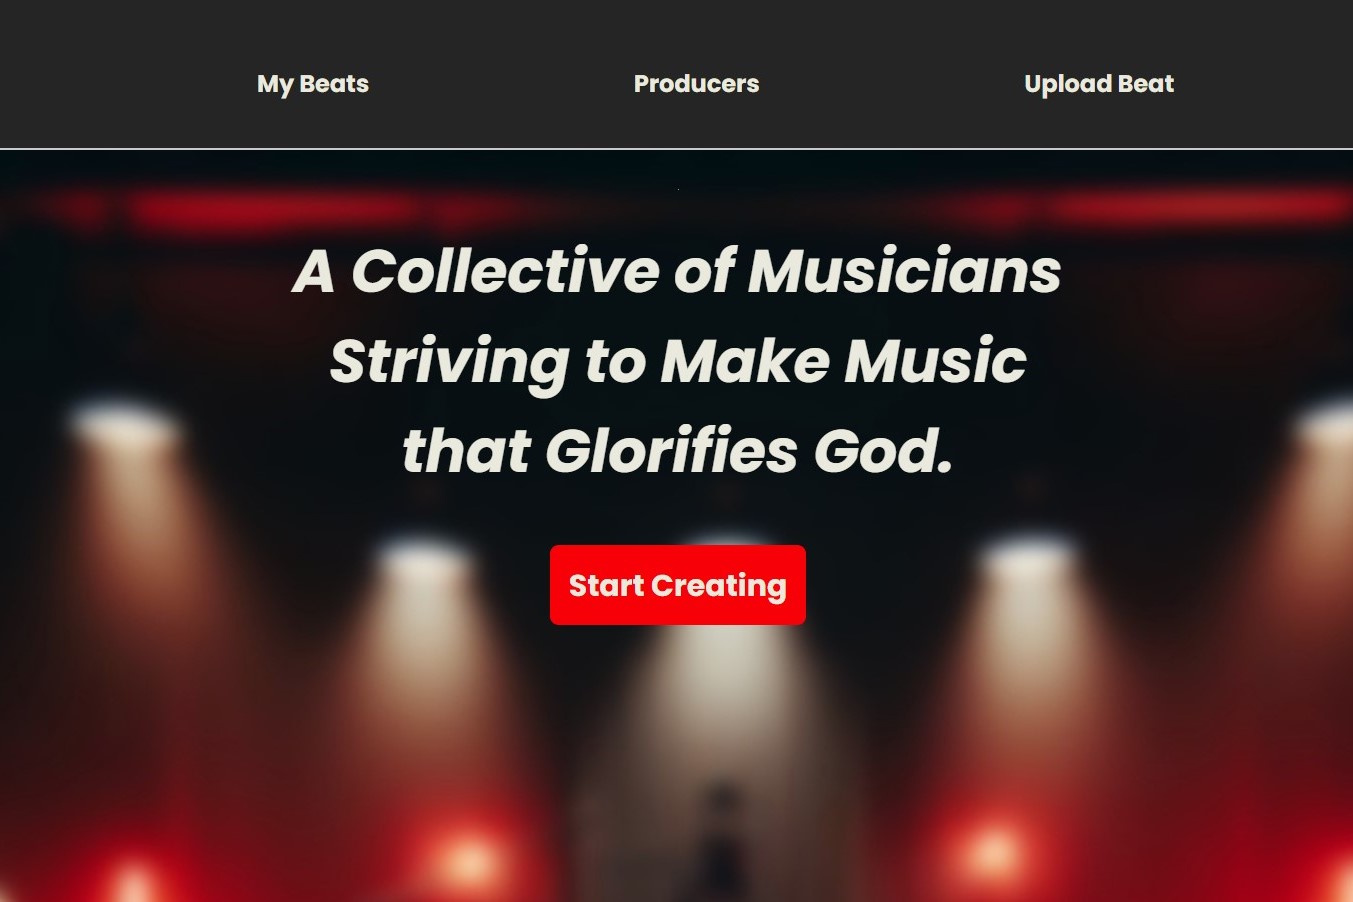 My Beats Producers Upload Beat
A Collective of Musicians
Striving to Make Music
that Glorifies God.
Start Creating